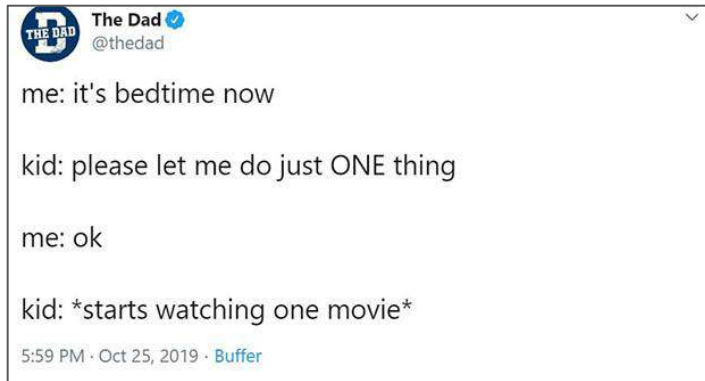 THE DAD
The Dad
@thedad
me: it's bedtime now
kid: please let me do just ONE thing
me: ok
kid: *starts watching one movie*
5:59 PM · Oct 25, 2019 · Buffer